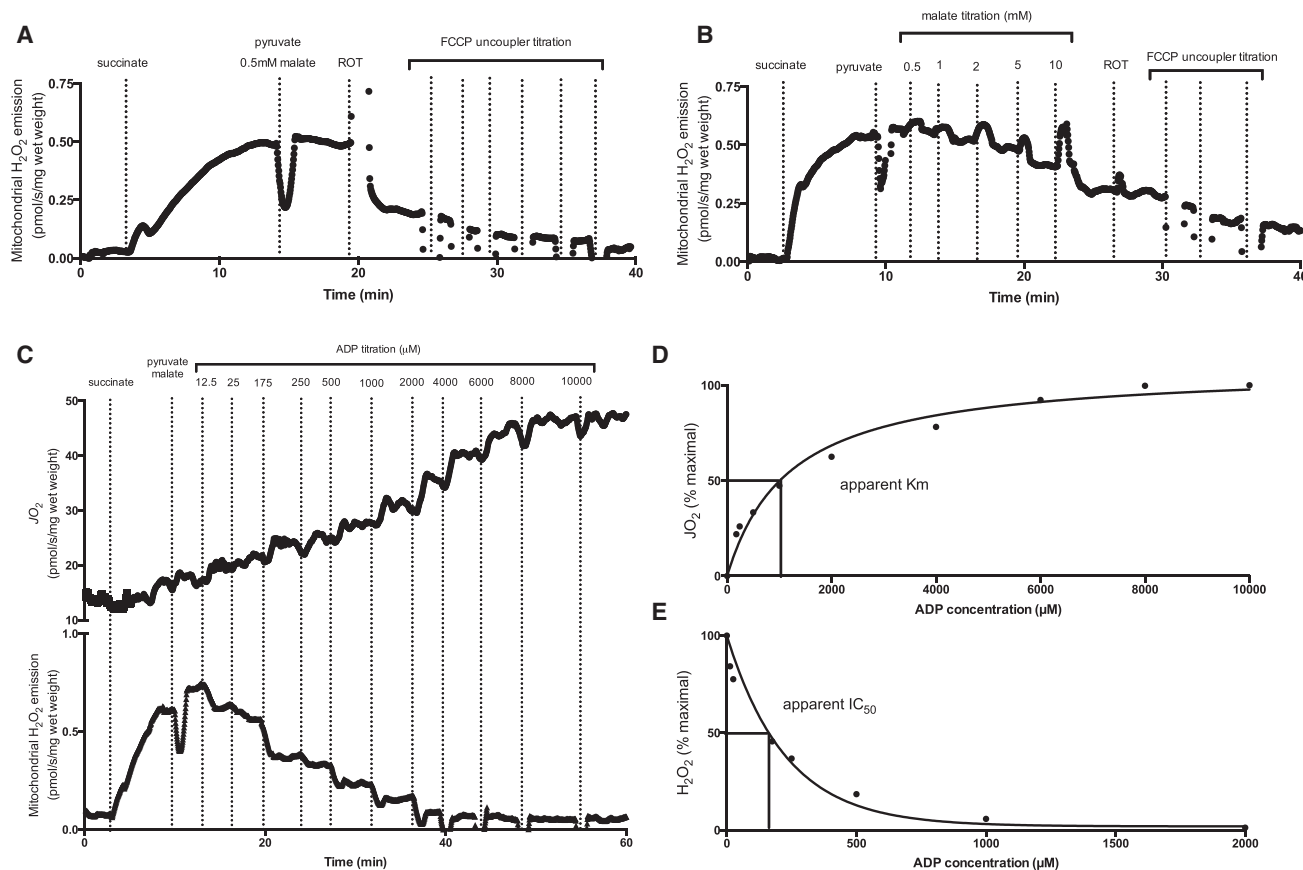 A
succinate
pyruvate
0.5mM malate
ROT
FCCP uncoupler titration
Mitochondrial H2O2 emission
(pmol/s/mg wet weight)
0.75
0.50
0.25
0.00
0 10 20 30 40
Time (min)
B
malate titration (mM)
succinate
pyruvate
0.5 1 2 5 10
ROT
FCCP uncoupler titration
Mitochondrial H2O2 emission
(pmol/s/mg wet weight)
0.75
0.50
0.25
0.00
0 10 20 30 40
Time (min)
C
succinate
pyruvate
malate
ADP titration (μM)
12.5 25 175 250 500 1000 2000 4000 6000 8000 10000
JO2
(pmol/s/mg wet weight)
50
40
30
20
10
Mitochondrial H2O2 emission
(pmol/s/mg wet weight)
1.0
0.5
0.0
0 20 40 60
Time (min)
D
JO2 (% maximal)
100
50
0
apparent Km
0 2000 4000 6000 8000 10000
ADP concentration (μM)
E
H2O2 (% maximal)
100
50
0
apparent IC50
0 500 1000 1500 2000
ADP concentration (μM)